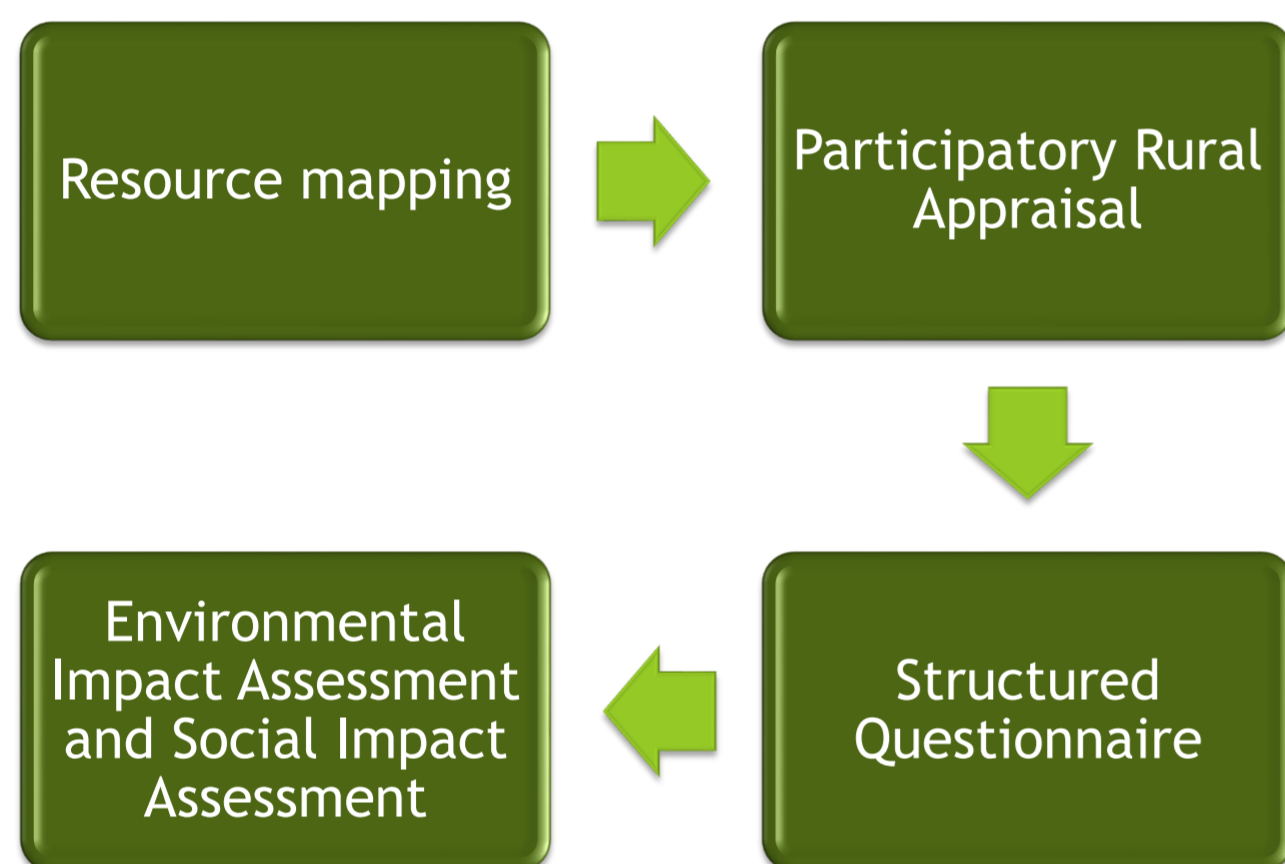 Resource mapping
Participatory Rural
Appraisal
Structured
Questionnaire
Environmental
Impact Assessment
and Social Impact
Assessment